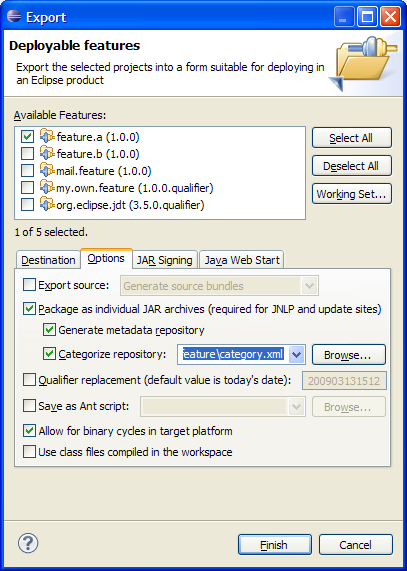 Export
Deployable features
Export the selected projects into a form suitable for deploying in
an Eclipse product
Available Features:
feature.a (1.0.0)
feature.b (1.0.0)
mail.feature (1.0.0)
my.own.feature (1.0.0.qualifier)
org.eclipse.jdt (3.5.0.qualifier)
Select All
Deselect All
Working Set...
1 of 5 selected.
Destination Options JAR Signing Java Web Start
Export source: Generate source bundles
Package as individual JAR archives (required for JNLP and update sites)
Generate metadata repository
Categorize repository: feature\category.xml Browse...
Qualifier replacement (default value is today's date): 200903131512
Save as Ant script: Browse...
Allow for binary cycles in target platform
Use class files compiled in the workspace
? Finish Cancel